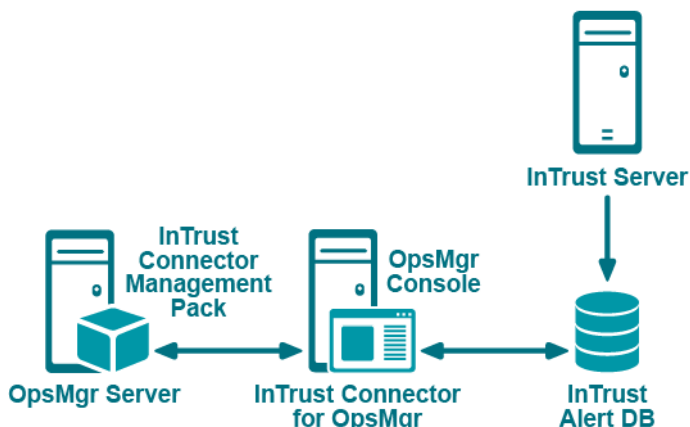 InTrust Server
InTrust
Connector
Management
Pack
OpsMgr
Console
OpsMgr Server
InTrust Connector
for OpsMgr
InTrust
Alert DB